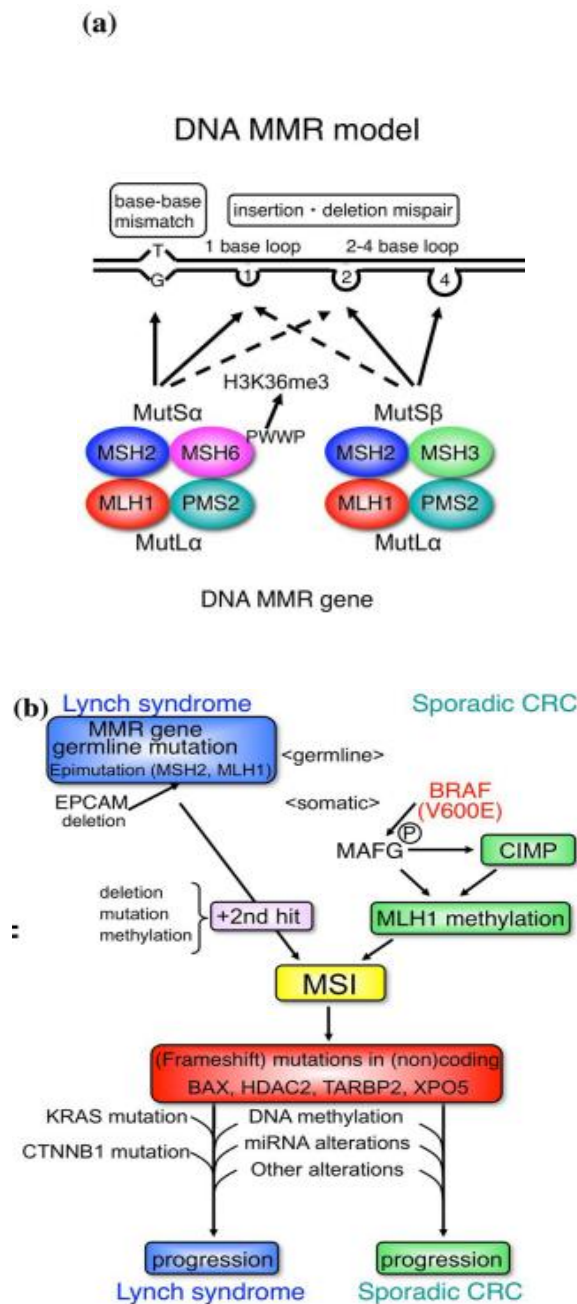 (a)
DNA MMR model
base-base
mismatch
insertion・deletion mispair
T
G
1 base loop
2-4 base loop
1
2
4
H3K36me3
MutSα
MutSβ
PWWP
MSH2
MSH6
MSH2
MSH3
MLH1
PMS2
MLH1
PMS2
MutLα
MutLα
DNA MMR gene
(b)
Lynch syndrome
Sporadic CRC
MMR gene
germline mutation
Epimutation (MSH2, MLH1)
<germline>
EPCAM
deletion
<somatic>
BRAF
(V600E)
P
MAFG
CIMP
deletion
mutation
methylation
+2nd hit
MLH1 methylation
MSI
(Frameshift) mutations in (non)coding
BAX, HDAC2, TARBP2, XPO5
KRAS mutation
DNA methylation
CTNNB1 mutation
miRNA alterations
Other alterations
progression
progression
Lynch syndrome
Sporadic CRC